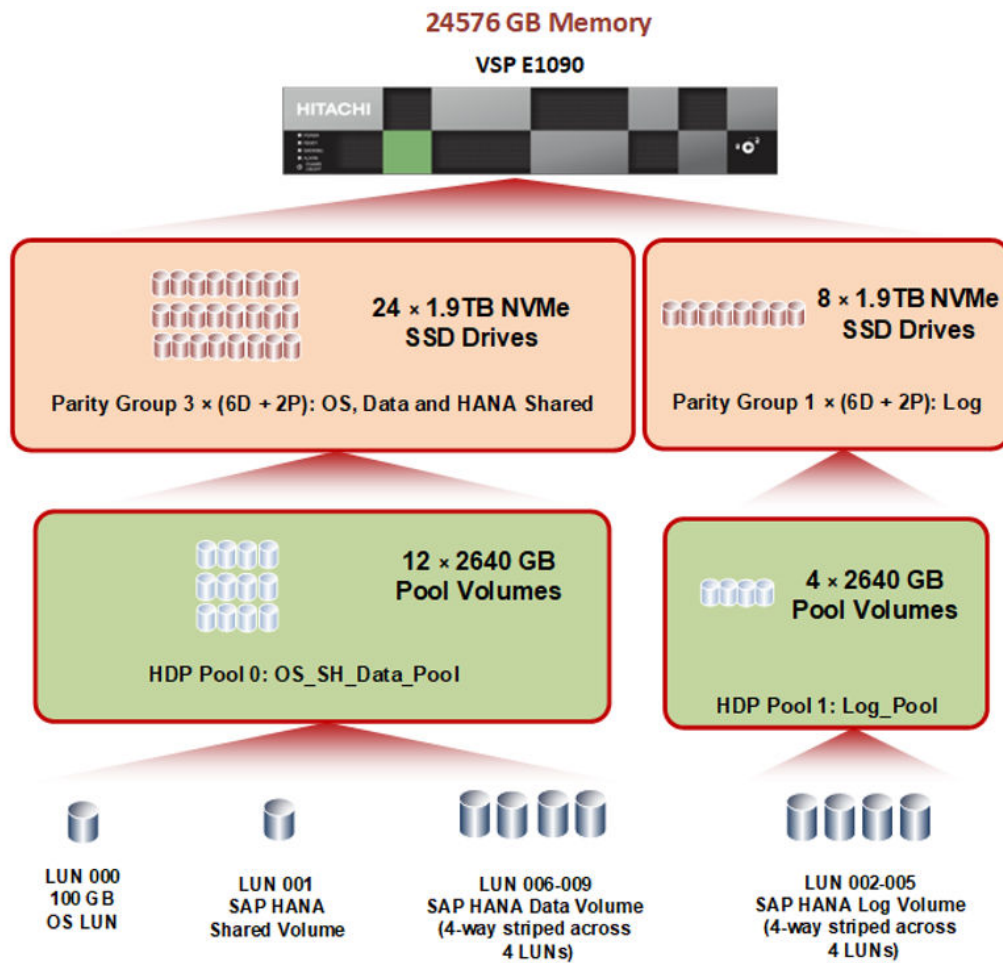 24576 GB Memory
VSP E1090
HITACHI
24 × 1.9TB NVMe
SSD Drives
Parity Group 3 × (6D + 2P): OS, Data and HANA Shared
8 × 1.9TB NVMe
SSD Drives
Parity Group 1 × (6D + 2P): Log
12 × 2640 GB
Pool Volumes
HDP Pool 0: OS_SH_Data_Pool
4 × 2640 GB
Pool Volumes
HDP Pool 1: Log_Pool
LUN 000
100 GB
OS LUN
LUN 001
SAP HANA
Shared Volume
LUN 006-009
SAP HANA Data Volume
(4-way striped across
4 LUNs)
LUN 002-005
SAP HANA Log Volume
(4-way striped across
4 LUNs)